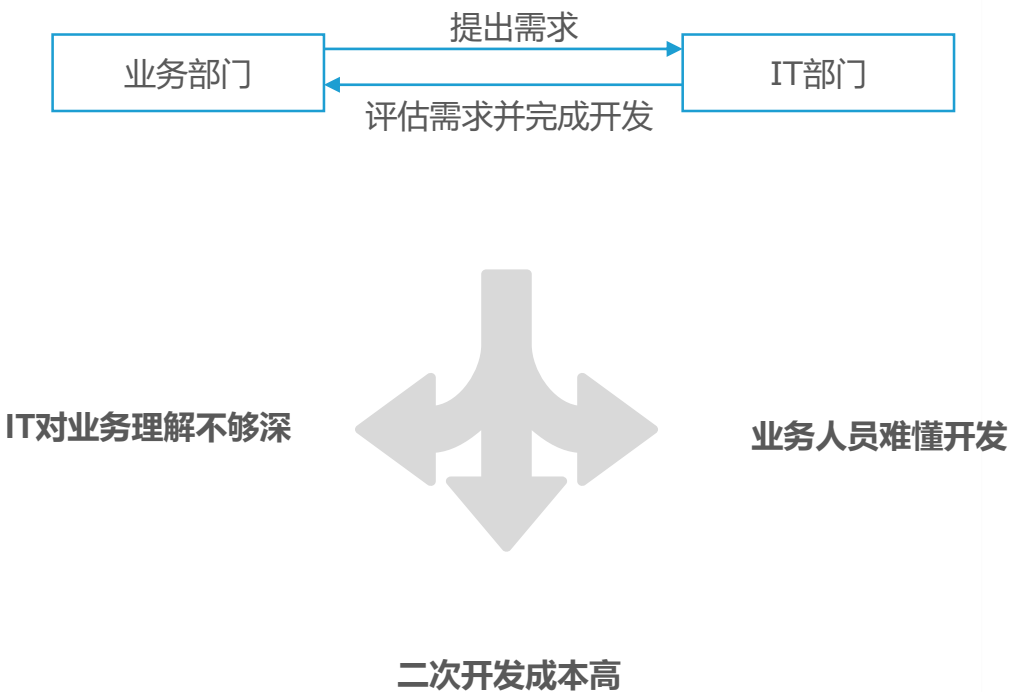 提出需求
业务部门
IT部门
评估需求并完成开发
IT对业务理解不够深
业务人员难懂开发
二次开发成本高